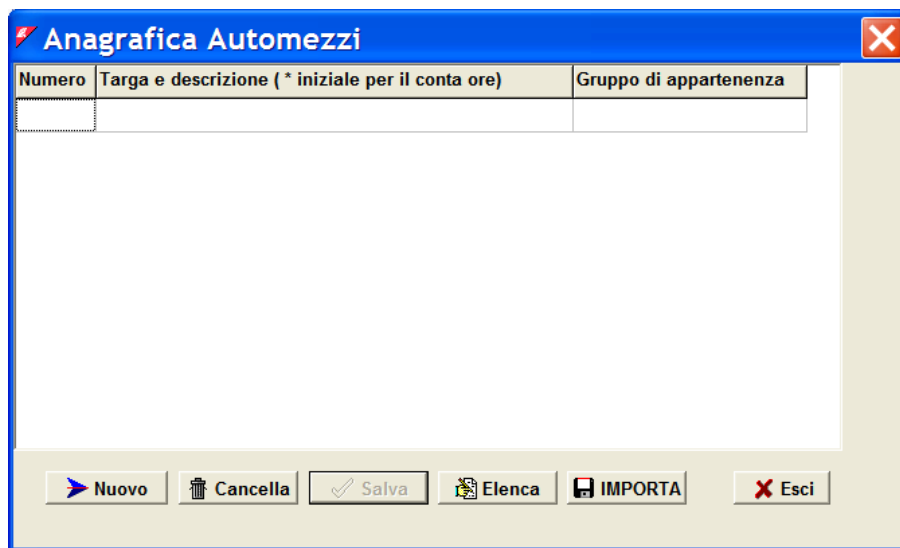 Anagrafica Automezzi
Numero Targa e descrizione ( * iniziale per il conta ore) Gruppo di appartenenza
Nuovo Cancella Salva Elenca IMPORTA Esci